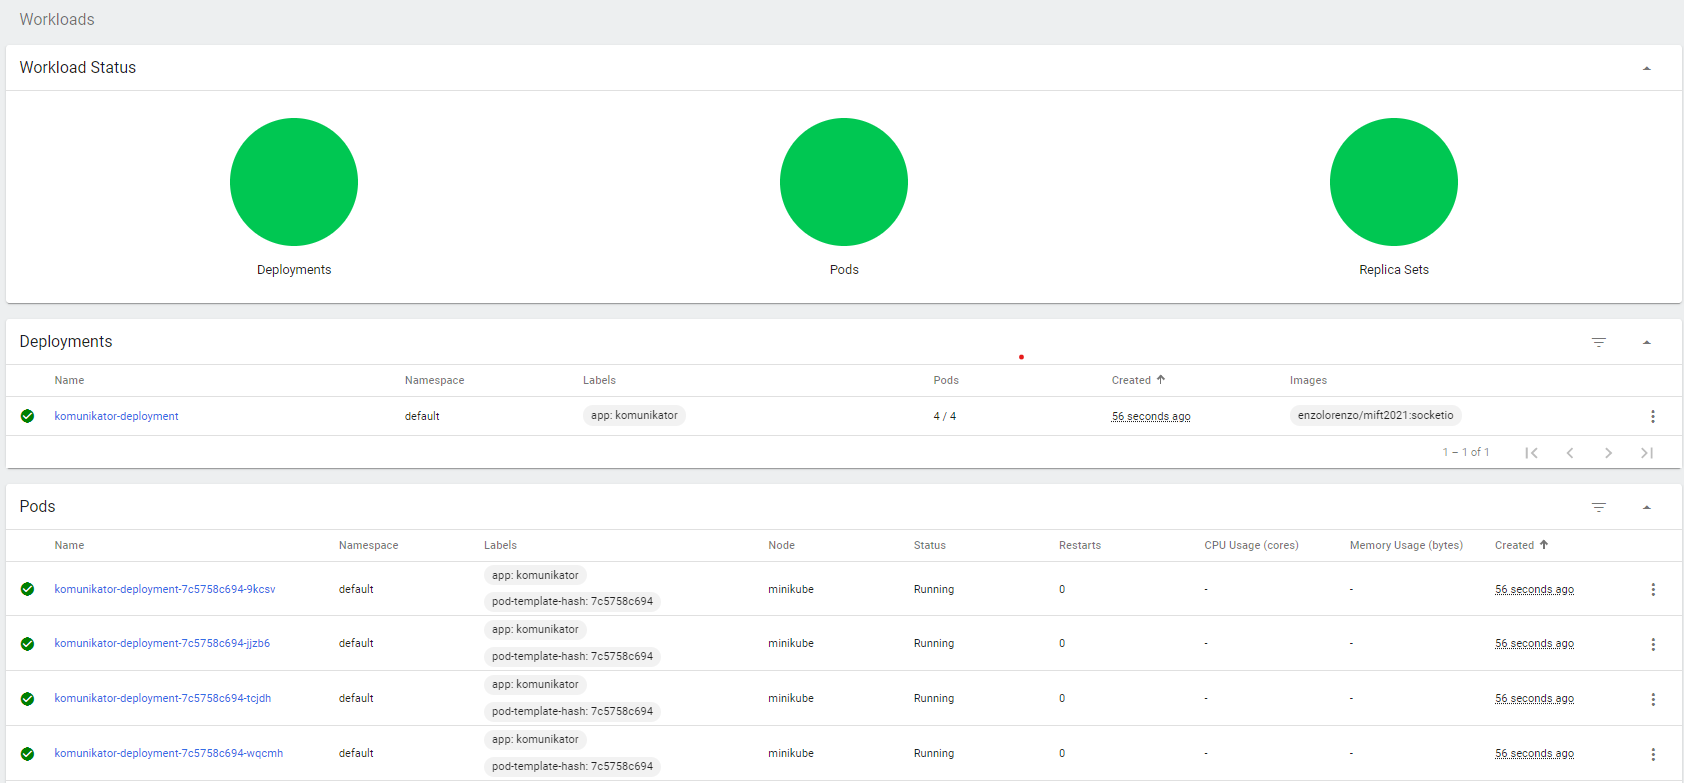 Workloads
Workload Status
Deployments Pods Replica Sets
Deployments
Name Namespace Labels Pods Created Images
komunikator-deployment default app: komunikator 4 / 4 56 seconds ago enzolorenzo/mift2021:socketio
1 – 1 of 1
Pods
Name Namespace Labels Node Status Restarts CPU Usage (cores) Memory Usage (bytes) Created
app: komunikator
komunikator-deployment-7c5758c694-9kcsv default minikube Running 0 - - 56 seconds ago
pod-template-hash: 7c5758c694
app: komunikator
komunikator-deployment-7c5758c694-jjzb6 default minikube Running 0 - - 56 seconds ago
pod-template-hash: 7c5758c694
app: komunikator
komunikator-deployment-7c5758c694-tcjdh default minikube Running 0 - - 56 seconds ago
pod-template-hash: 7c5758c694
app: komunikator
komunikator-deployment-7c5758c694-wqcmh default minikube Running 0 - - 56 seconds ago
pod-template-hash: 7c5758c694